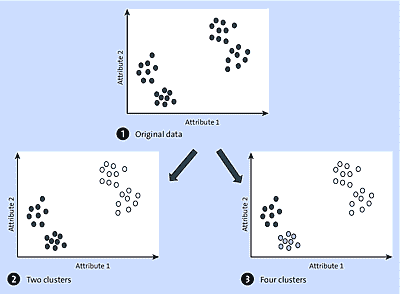 Attribute 2
Attribute 1
1 Original data
Attribute 2
Attribute 1
2 Two clusters
Attribute 2
Attribute 1
3 Four clusters